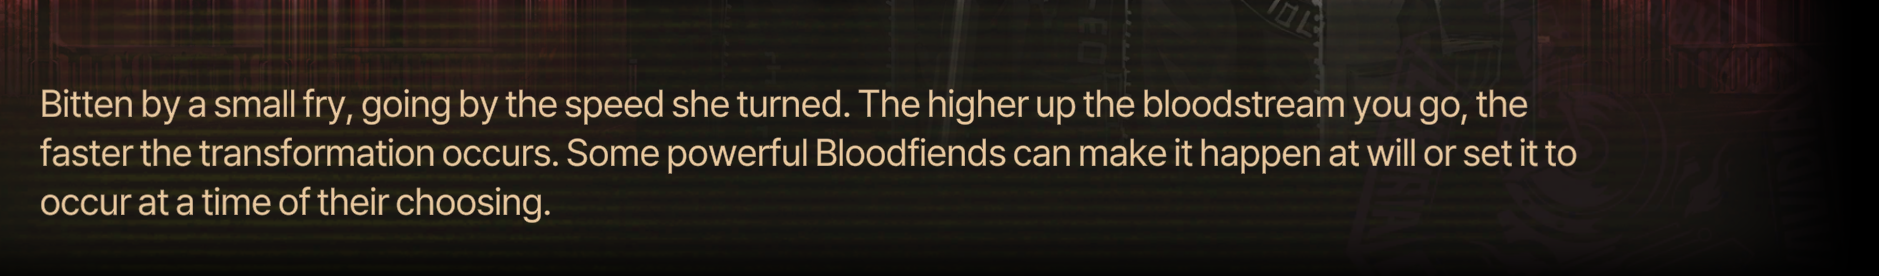 Bitten by a small fry, going by the speed she turned. The higher up the bloodstream you go, the
faster the transformation occurs. Some powerful Bloodfiends can make it happen at will or set it to
occur at a time of their choosing.